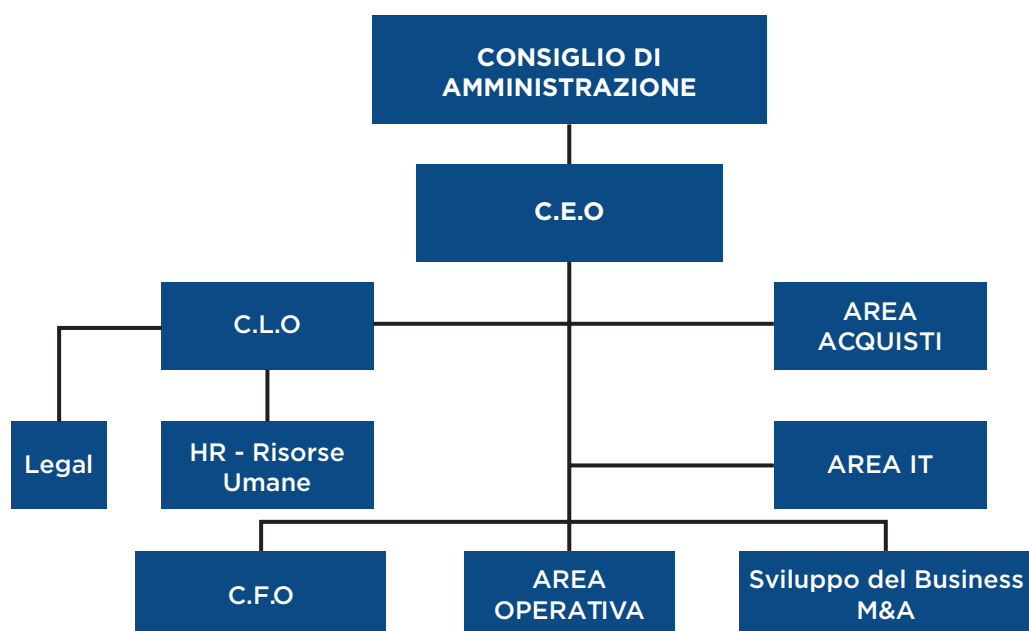 CONSIGLIO DI
AMMINISTRAZIONE
C.E.O
C.L.O
AREA
ACQUISTI
Legal
HR - Risorse
Umane
AREA IT
C.F.O
AREA
OPERATIVA
Sviluppo del Business
M&A